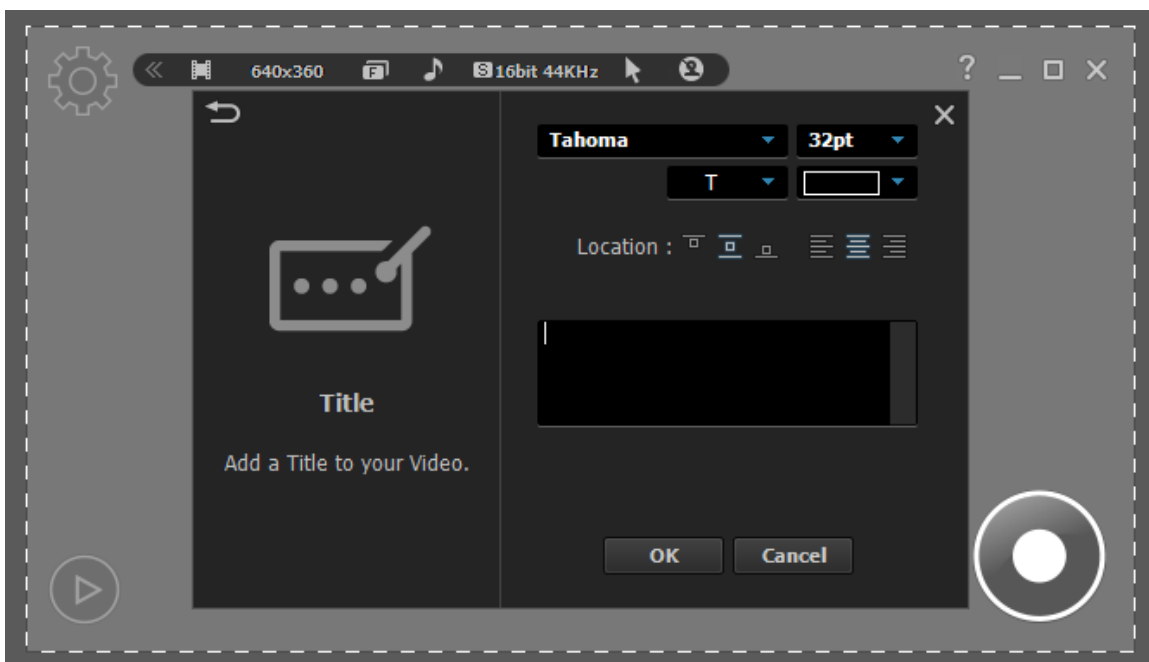 640x360 F S 16bit 44KHz ?
Tahoma 32pt
T
Location :
Title
Add a Title to your Video.
OK Cancel